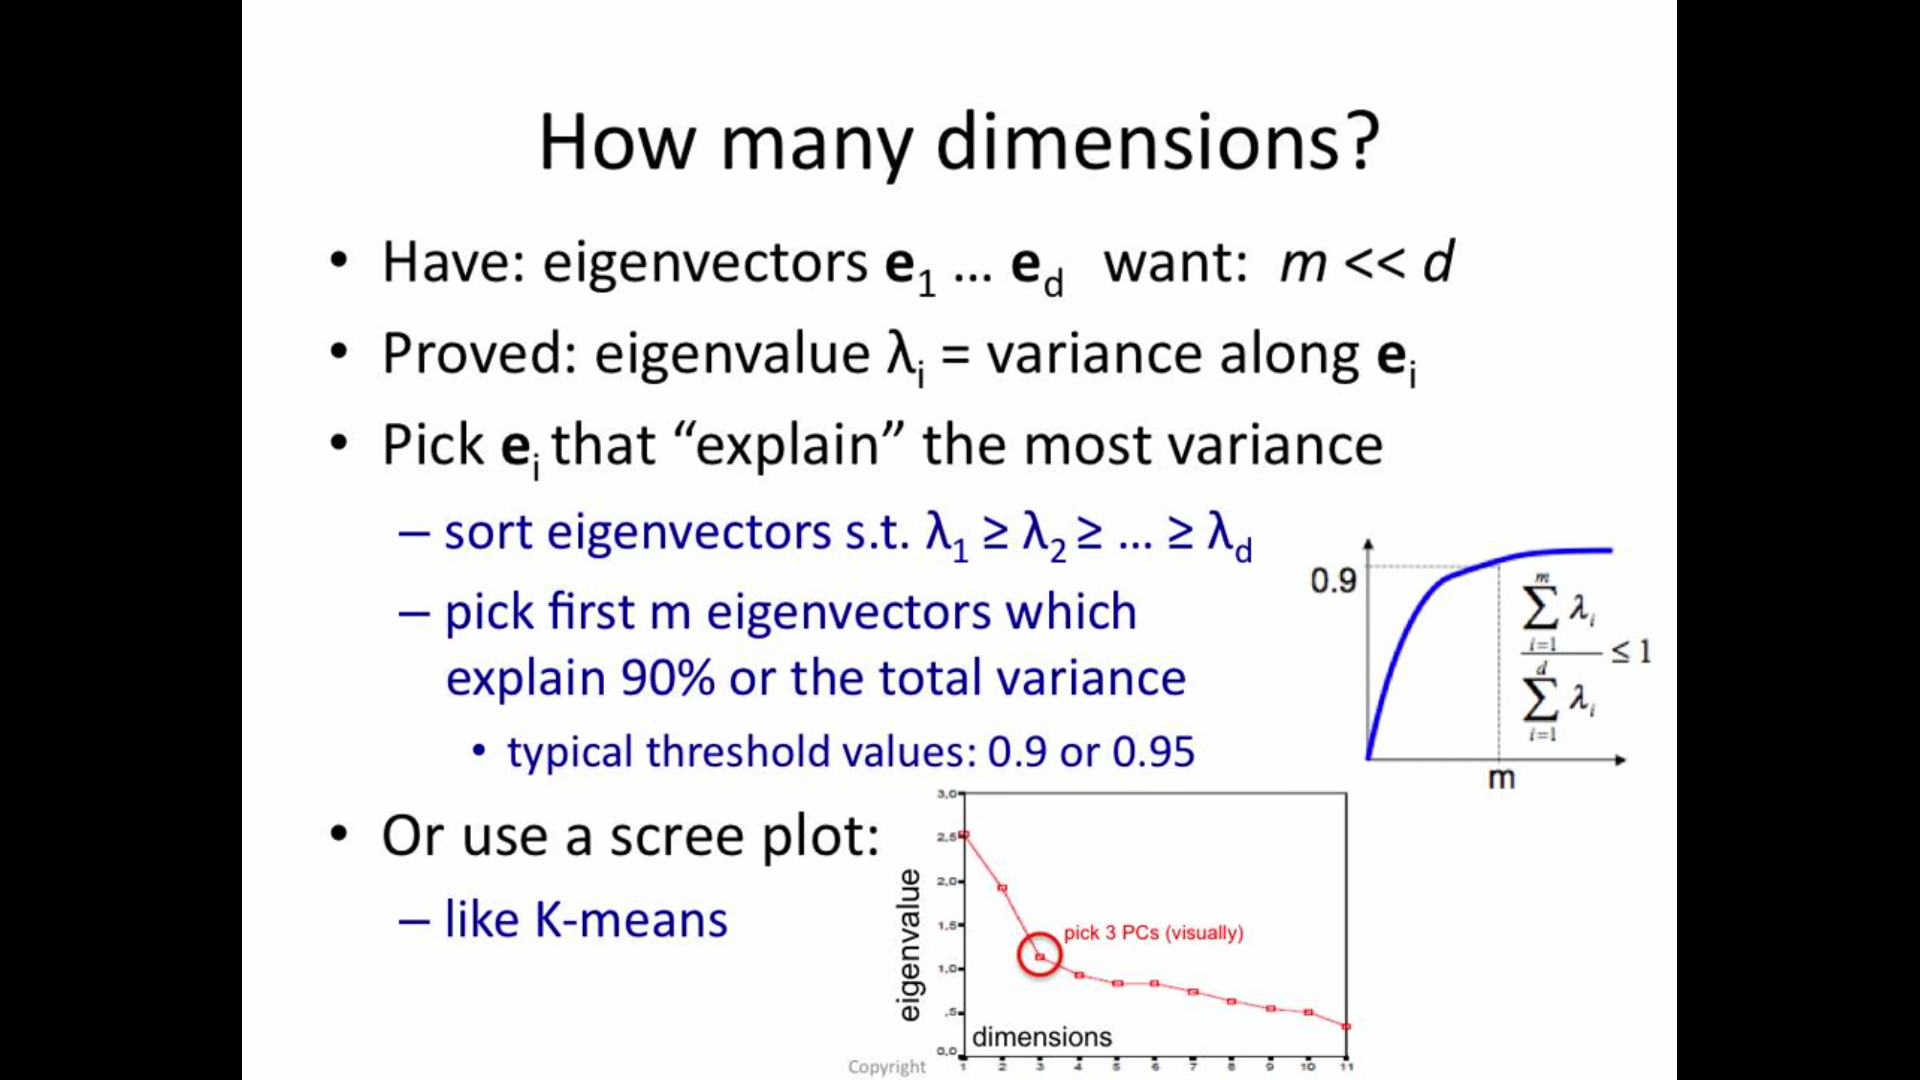 How many dimensions?
• Have: eigenvectors e1 … ed want: m << d
• Proved: eigenvalue λi = variance along ei
• Pick ei that “explain” the most variance
– sort eigenvectors s.t. λ1 ≥ λ2 ≥ … ≥ λd
– pick first m eigenvectors which
explain 90% or the total variance
• typical threshold values: 0.9 or 0.95
0.9
m
∑ λi
i=1
d
∑ λi
i=1
≤ 1
m
• Or use a scree plot:
– like K-means
eigenvalue
3,0
2,5
2,0
1,5
1,0
,5
0,0
pick 3 PCs (visually)
dimensions
1 2 3 4 5 6 7 8 9 10 11
Copyright